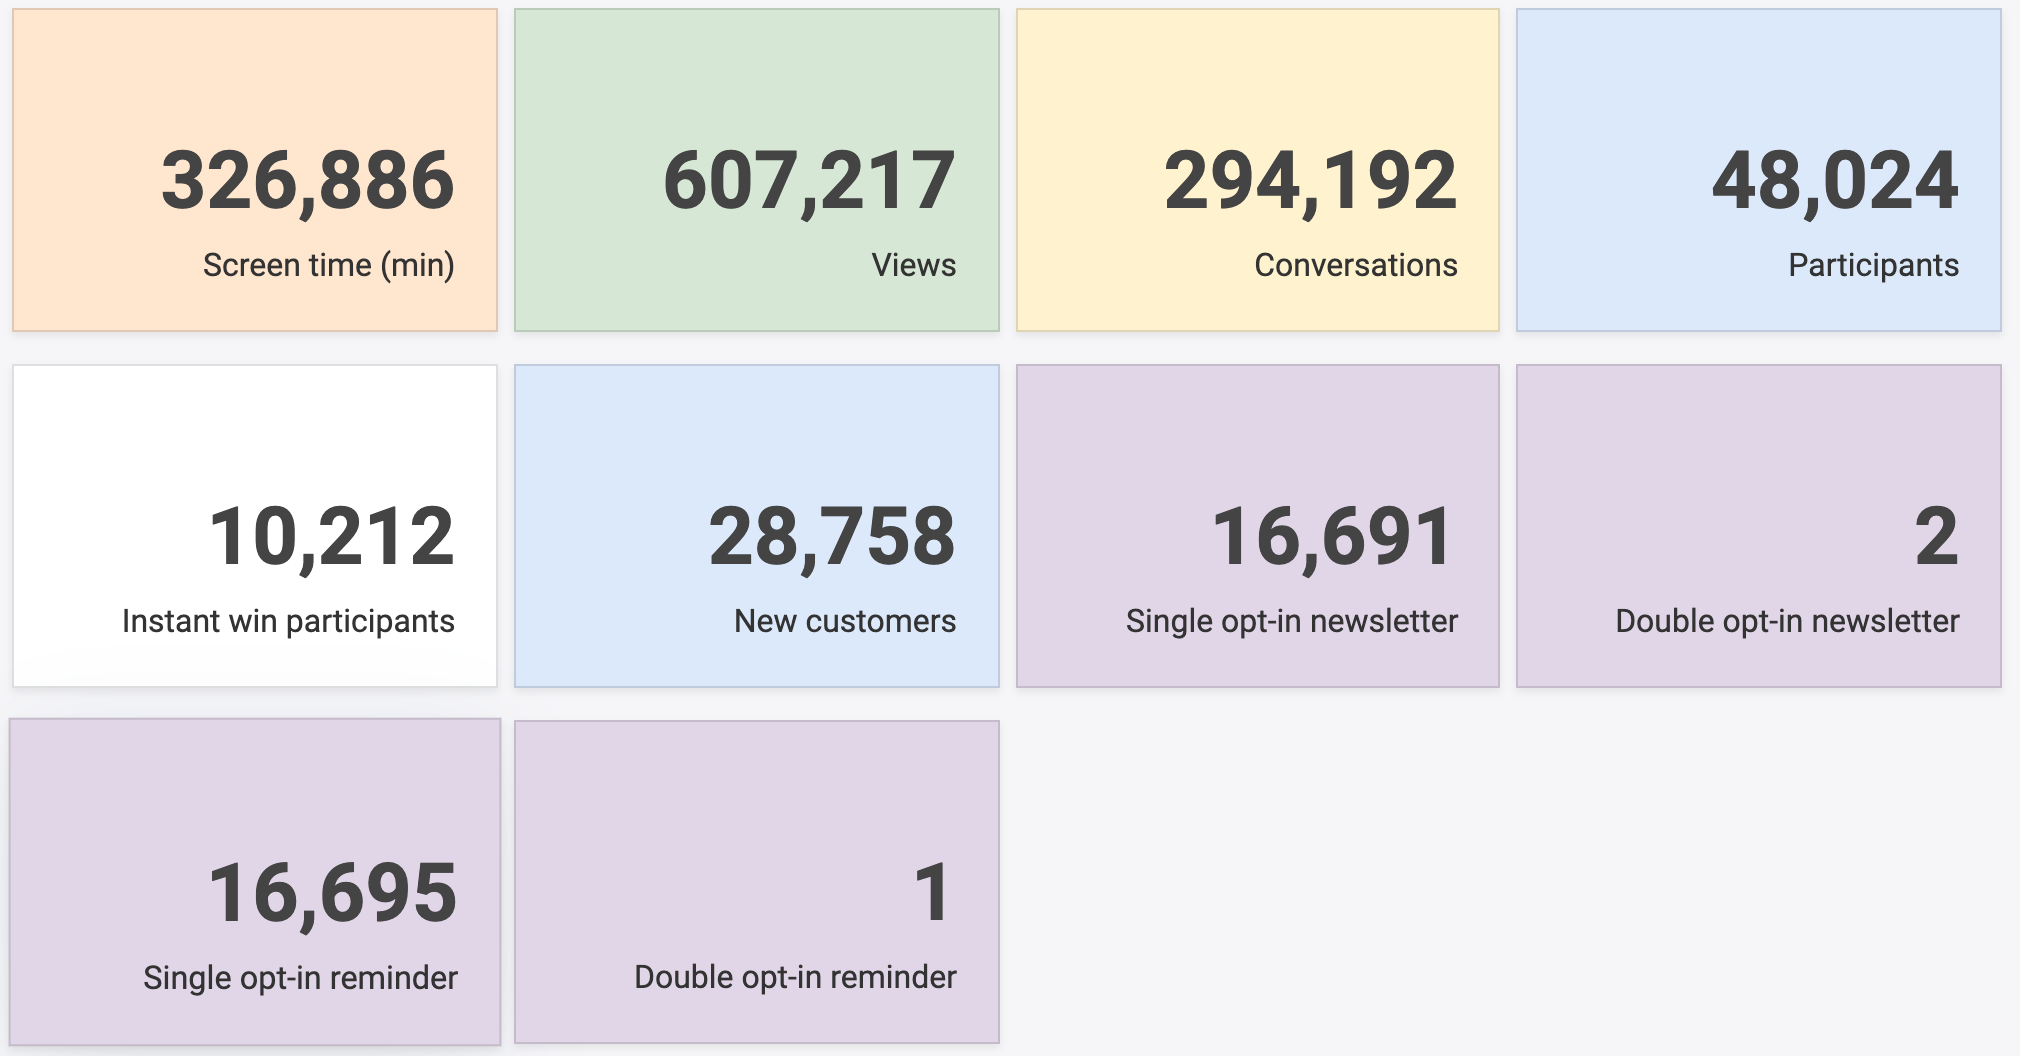 326,886
Screen time (min)
607,217
Views
294,192
Conversations
48,024
Participants
10,212
Instant win participants
28,758
New customers
16,691
Single opt-in newsletter
2
Double opt-in newsletter
16,695
Single opt-in reminder
1
Double opt-in reminder